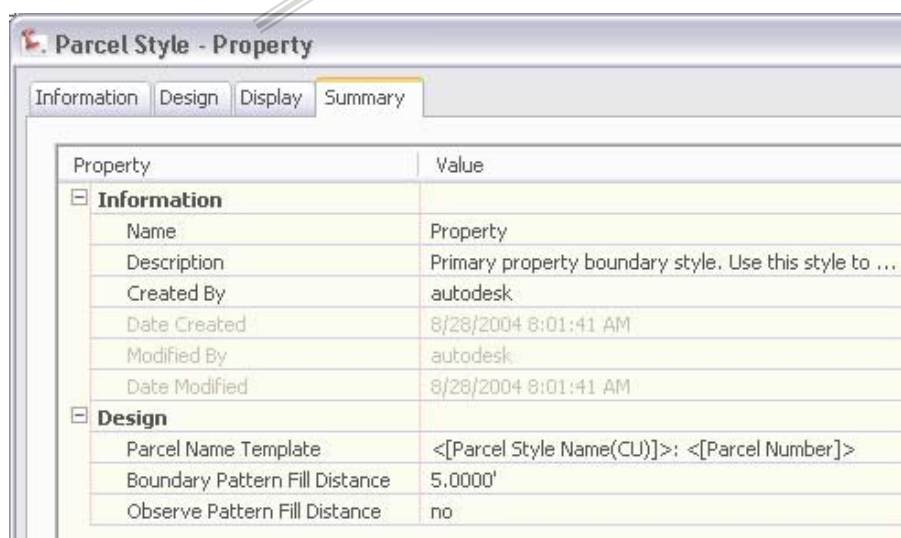 Parcel Style - Property
Information Design Display Summary
Property Value
Information
Name Property
Description Primary property boundary style. Use this style to ...
Created By autodesk
Date Created 8/28/2004 8:01:41 AM
Modified By autodesk
Date Modified 8/28/2004 8:01:41 AM
Design
Parcel Name Template <[Parcel Style Name(CU)]>: <[Parcel Number]>
Boundary Pattern Fill Distance 5.0000'
Observe Pattern Fill Distance no